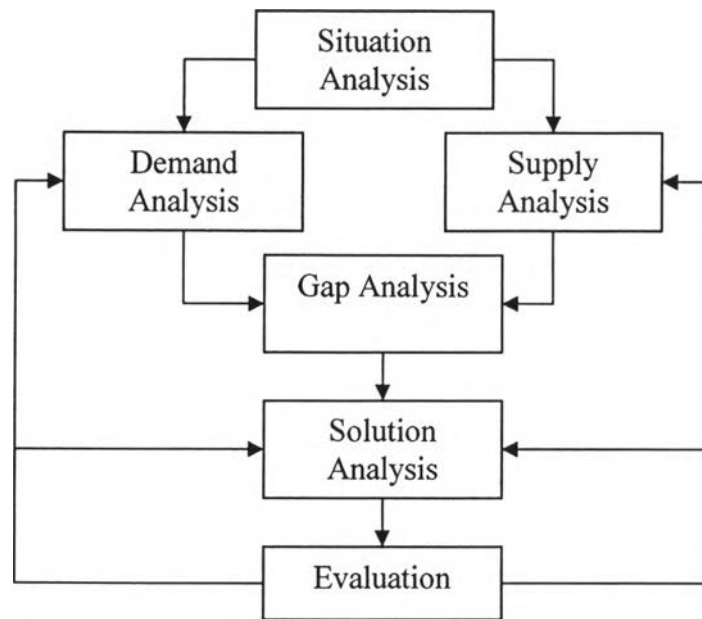 Situation
Analysis
Demand
Analysis
Supply
Analysis
Gap Analysis
Solution
Analysis
Evaluation